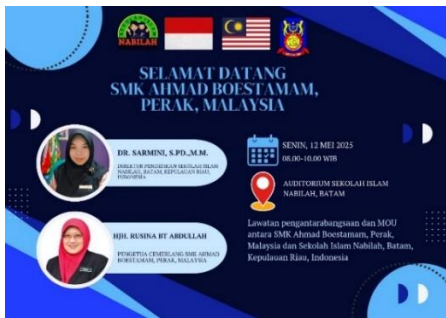 NABILAH
SELAMAT DATANG
SMK AHMAD BOESTAMAM,
PERAK, MALAYSIA
DR. SARMINI, S.PD.,M.M.
DIREKTUR PENDIDIKAN SEKOLAH ISLAM
NABILAH, BATAM, KEPULAUAN RIAU,
INDONESIA
SENIN, 12 MEI 2025
08.00-10.00 WIB
AUDITORIUM SEKOLAH ISLAM
NABILAH, BATAM
HJH. RUSINA BT ABDULLAH
PENGETUA CEMERLANG SMK AHMAD
BOESTAMAM, PERAK, MALAYSIA
Lawatan pengantarabangsaan dan MOU
antara SMK Ahmad Boestamam, Perak,
Malaysia dan Sekolah Islam Nabilah, Batam,
Kepulauan Riau, Indonesia